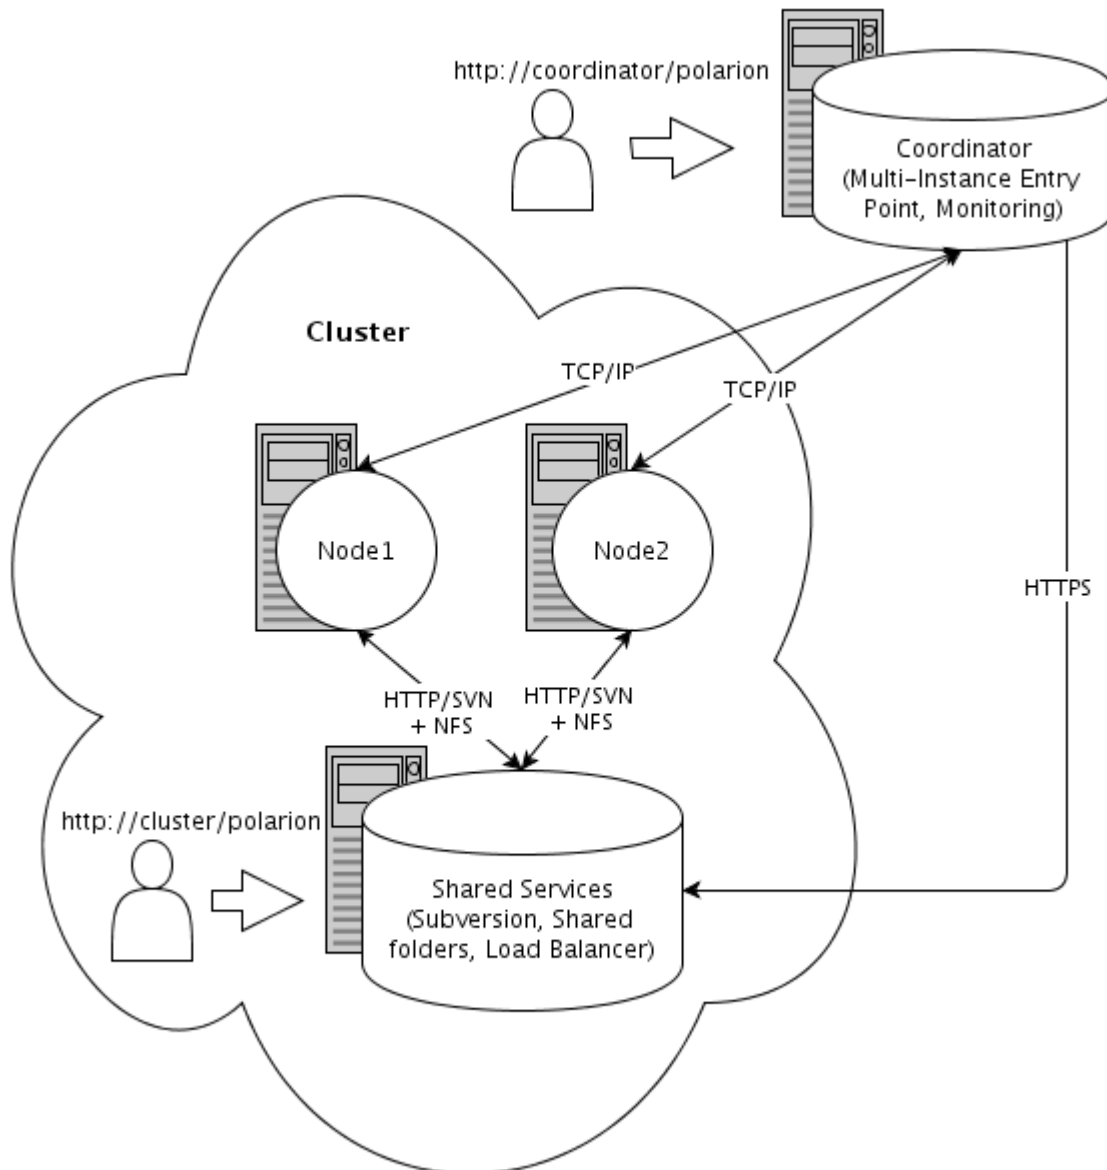 http://coordinator/polarion
Coordinator
(Multi-Instance Entry
Point, Monitoring)
Cluster
TCP/IP
TCP/IP
Node1
Node2
HTTPS
HTTP/SVN
+ NFS
HTTP/SVN
+ NFS
http://cluster/polarion
Shared Services
(Subversion, Shared
folders, Load Balancer)